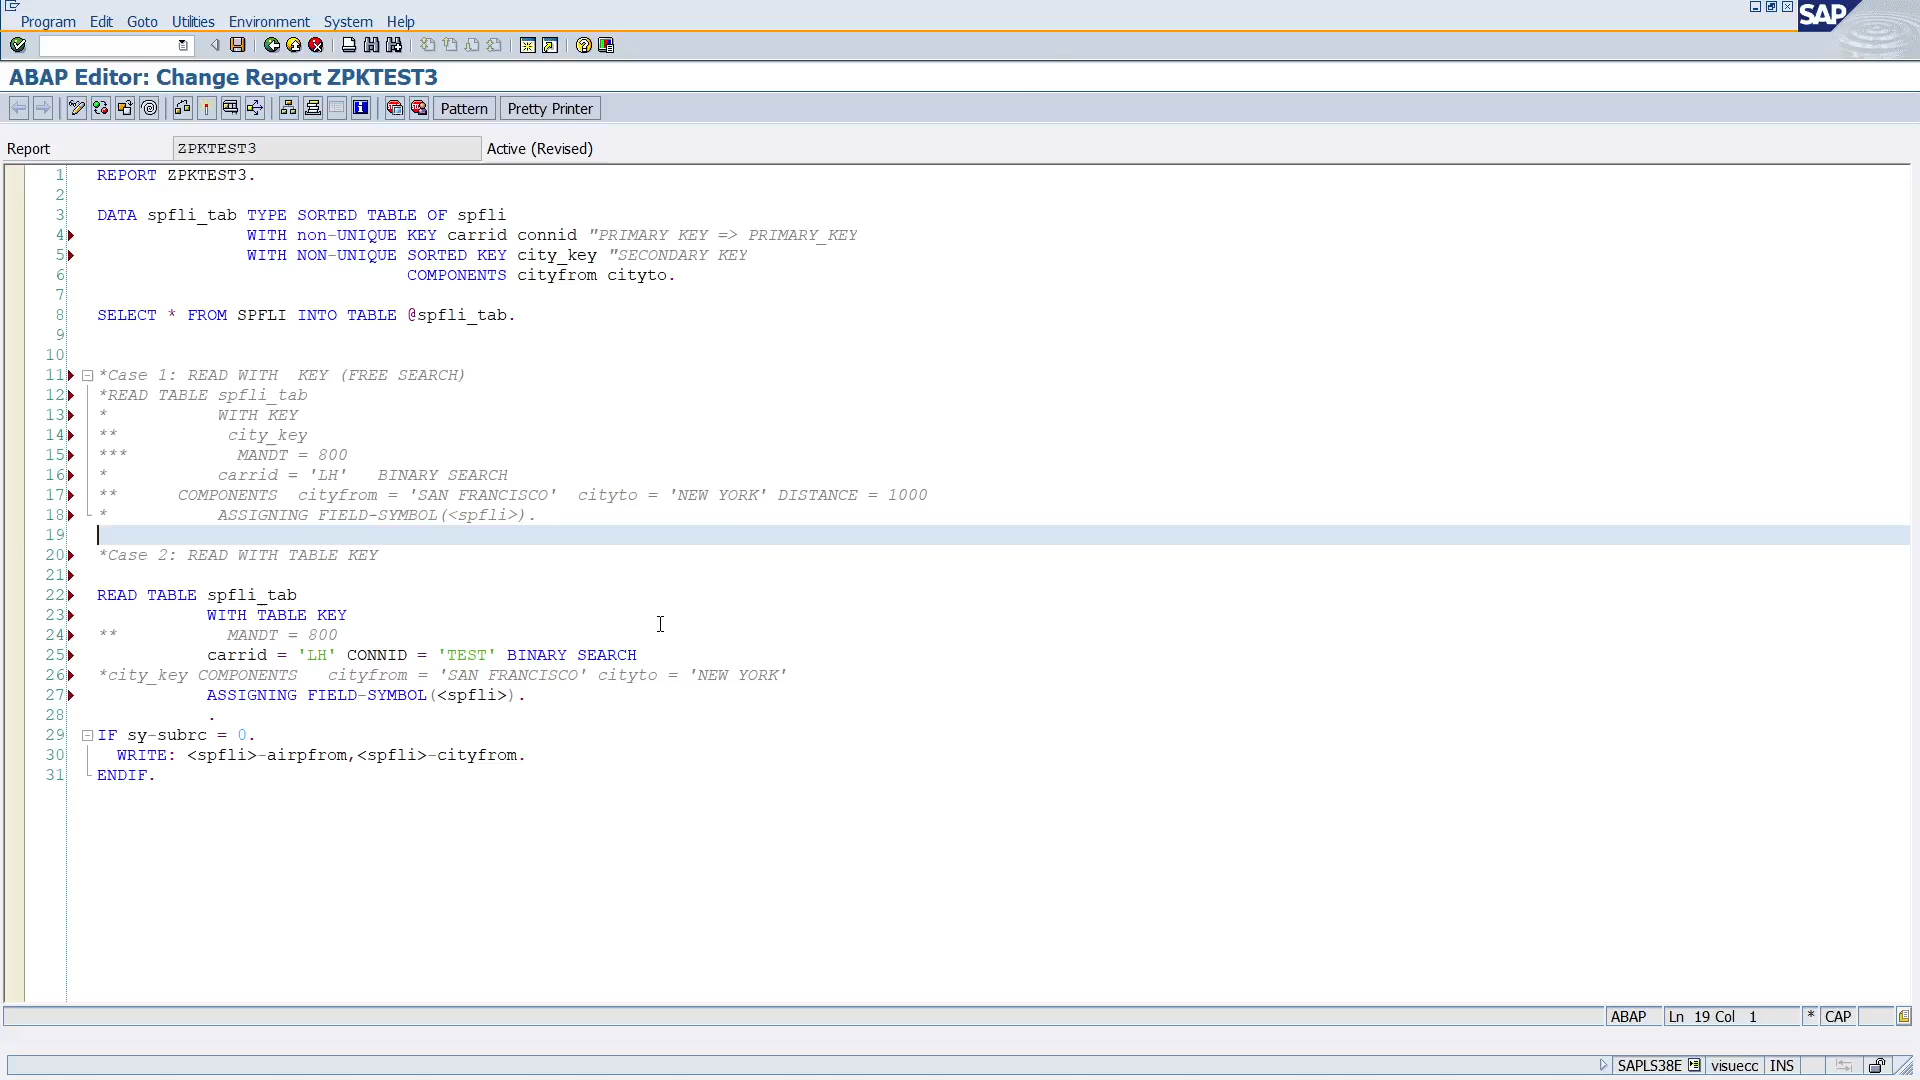 Program Edit Goto Utilities Environment System Help
SAP
ABAP Editor: Change Report ZPKTEST3
Pattern Pretty Printer
Report ZPKTEST3 Active (Revised)
1 REPORT ZPKTEST3.
2
3 DATA spfli_tab TYPE SORTED TABLE OF spfli
4 WITH non-UNIQUE KEY carrid connid "PRIMARY KEY => PRIMARY_KEY
5 WITH NON-UNIQUE SORTED KEY city_key "SECONDARY KEY
6 COMPONENTS cityfrom cityto.
7
8 SELECT * FROM SPFLI INTO TABLE @spfli_tab.
9
10
11 *Case 1: READ WITH  KEY (FREE SEARCH)
12 *READ TABLE spfli_tab
13 * WITH KEY
14 ** city_key
15 *** MANDT = 800
16 * carrid = 'LH'   BINARY SEARCH
17 ** COMPONENTS  cityfrom = 'SAN FRANCISCO'  cityto = 'NEW YORK' DISTANCE = 1000
18 * ASSIGNING FIELD-SYMBOL(<spfli>).
19
20 *Case 2: READ WITH TABLE KEY
21
22 READ TABLE spfli_tab
23 WITH TABLE KEY
24 ** MANDT = 800
25 carrid = 'LH' CONNID = 'TEST' BINARY SEARCH
26 *city_key COMPONENTS   cityfrom = 'SAN FRANCISCO' cityto = 'NEW YORK'
27 ASSIGNING FIELD-SYMBOL(<spfli>).
28 .
29 IF sy-subrc = 0.
30 WRITE: <spfli>-airpfrom,<spfli>-cityfrom.
31 ENDIF.
ABAP Ln 19 Col 1 * CAP
SAPLS38E visuecc INS